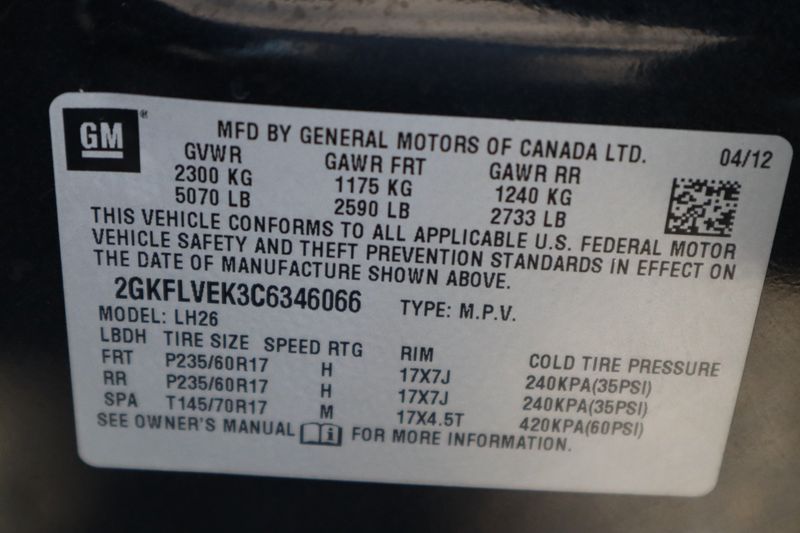 GM ®
MFD BY GENERAL MOTORS OF CANADA LTD. 04/12
GVWR GAWR FRT GAWR RR
2300 KG 1175 KG 1240 KG
5070 LB 2590 LB 2733 LB
THIS VEHICLE CONFORMS TO ALL APPLICABLE U.S. FEDERAL MOTOR
VEHICLE SAFETY AND THEFT PREVENTION STANDARDS IN EFFECT ON
THE DATE OF MANUFACTURE SHOWN ABOVE.
2GKFLVEK3C6346066 TYPE: M.P.V.
MODEL: LH26
LBDH TIRE SIZE SPEED RTG RIM COLD TIRE PRESSURE
FRT P235/60R17 H 17X7J 240KPA(35PSI)
RR P235/60R17 H 17X7J 240KPA(35PSI)
SPA T145/70R17 M 17X4.5T 420KPA(60PSI)
SEE OWNER'S MANUAL i FOR MORE INFORMATION.